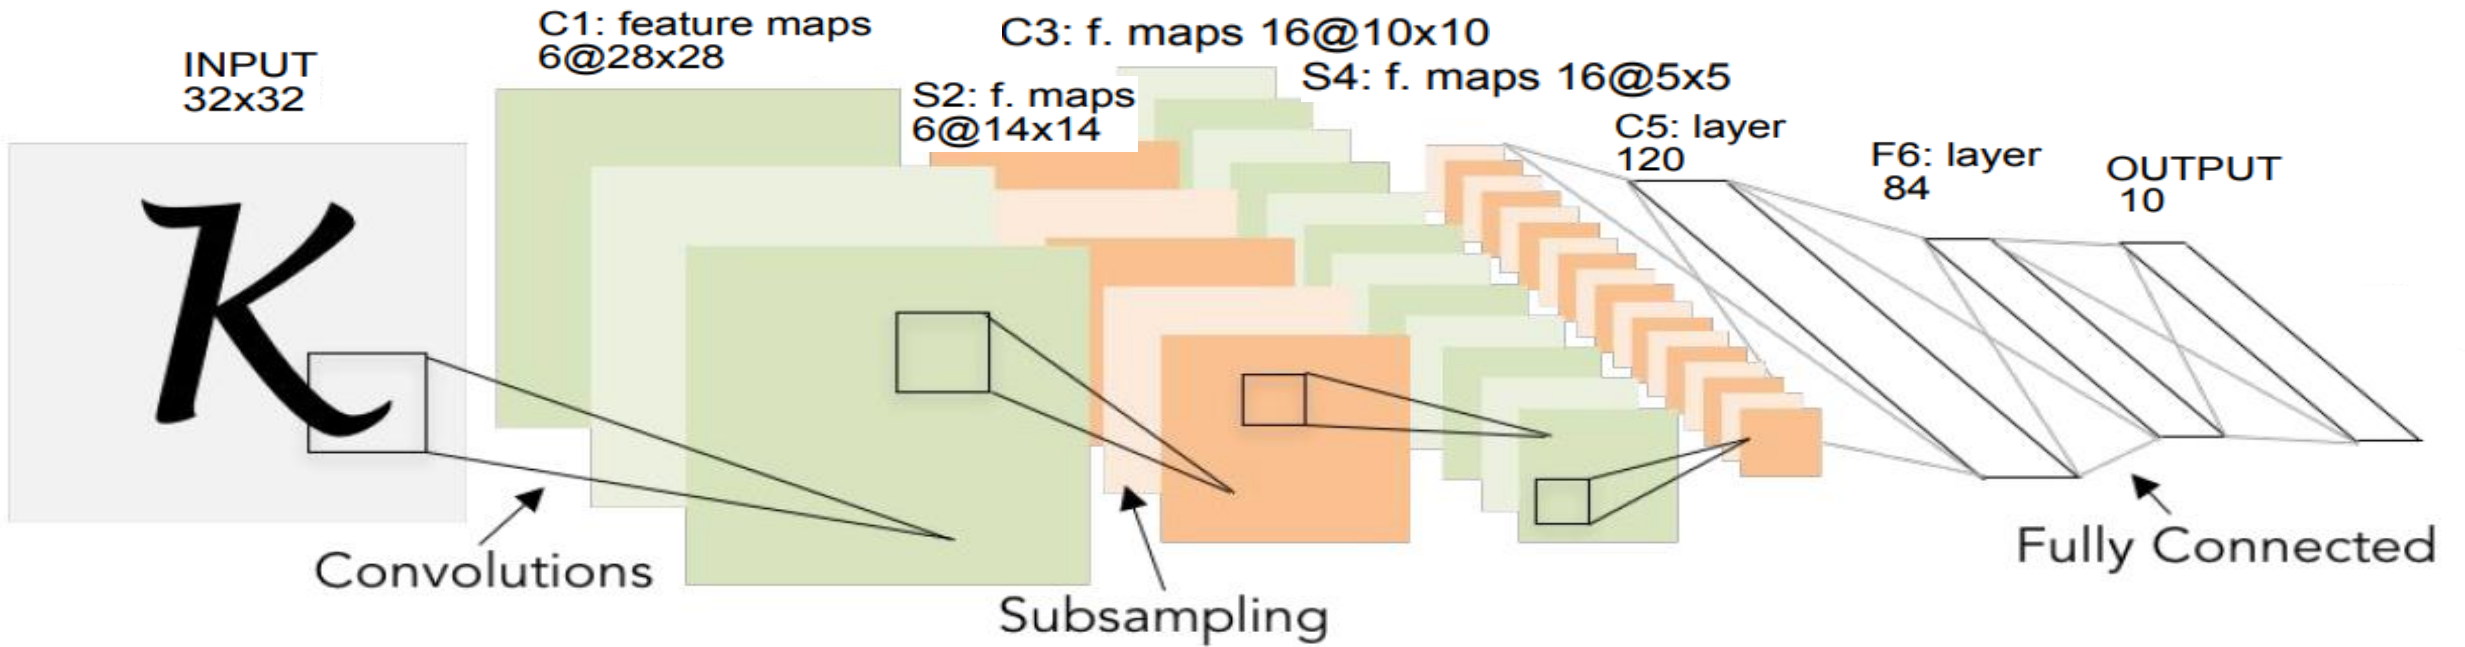 INPUT
32x32
C1: feature maps
6@28x28
S2: f. maps
6@14x14
C3: f. maps 16@10x10
S4: f. maps 16@5x5
C5: layer
120
F6: layer
84
OUTPUT
10
K
Convolutions
Subsampling
Fully Connected